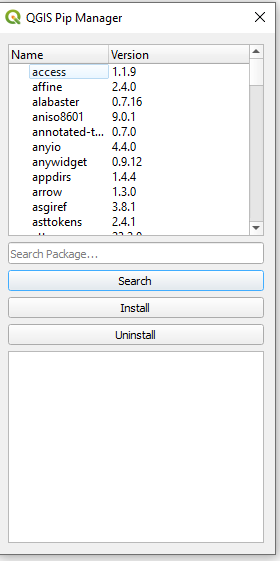 QGIS Pip Manager
Name Version
access 1.1.9
affine 2.4.0
alabaster 0.7.16
aniso8601 9.0.1
annotated-t... 0.7.0
anyio 4.4.0
anywidget 0.9.12
appdirs 1.4.4
arrow 1.3.0
asgiref 3.8.1
asttokens 2.4.1
Search Package...
Search
Install
Uninstall